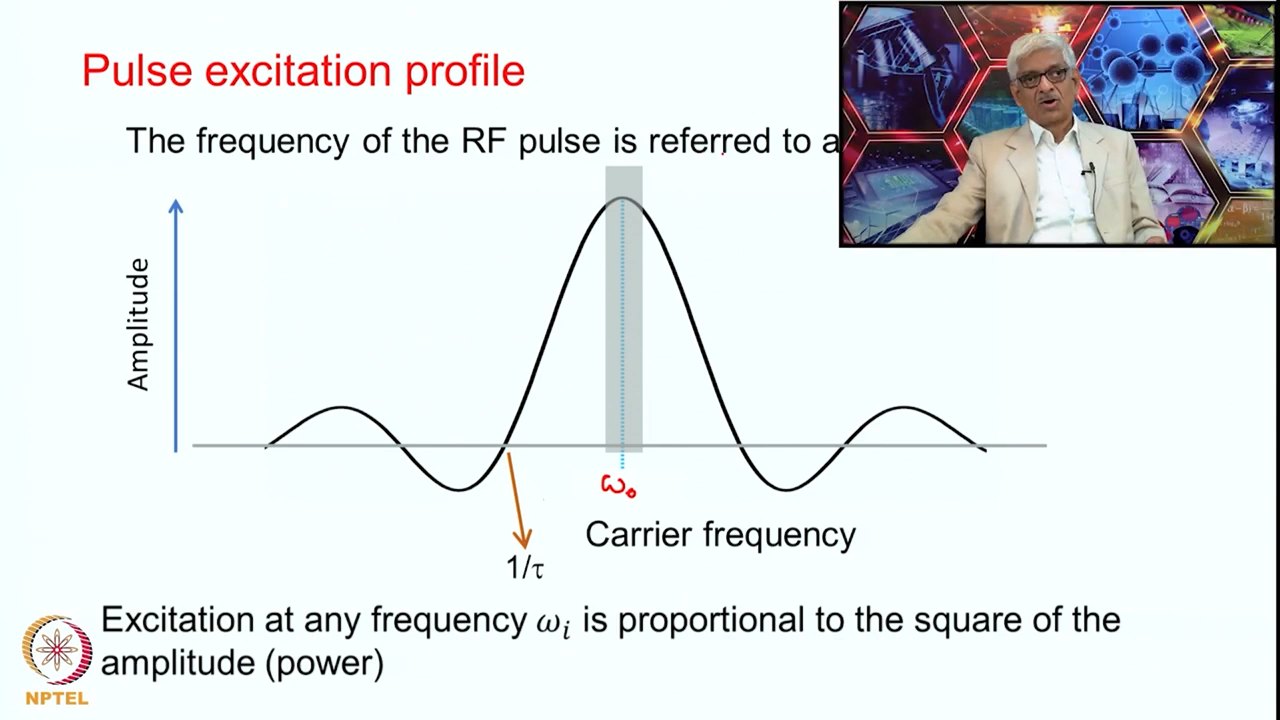 Pulse excitation profile
The frequency of the RF pulse is referred to a
Amplitude
ω₀
Carrier frequency
1/τ
Excitation at any frequency 𝜔𝑖 is proportional to the square of the
amplitude (power)
NPTEL